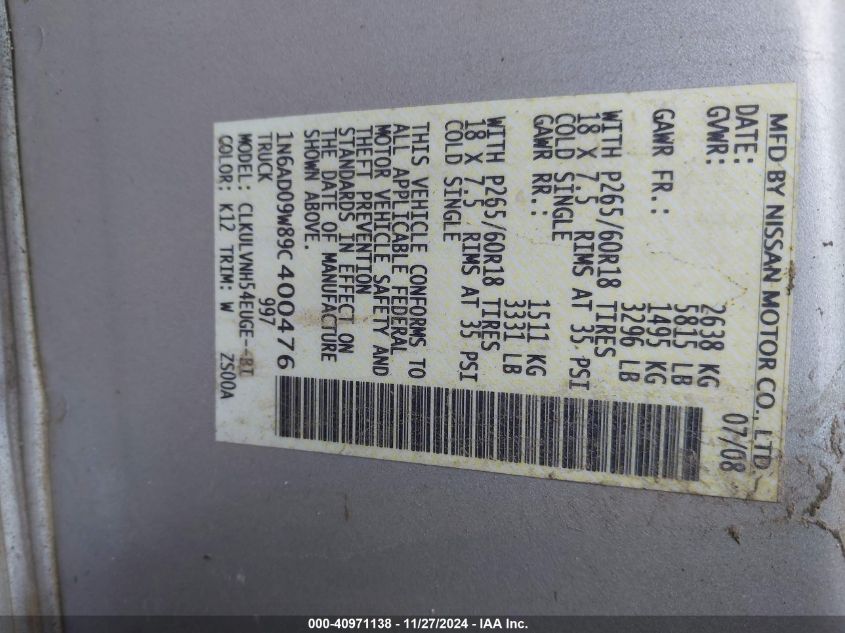 MFD BY NISSAN MOTOR CO., LTD
DATE: 07/08
GVWR: 2638 KG
5815 LB
GAWR FR.: 1495 KG
3296 LB
WITH P265/60R18 TIRES
18 X 7.5 RIMS AT 35 PSI
COLD SINGLE
GAWR RR.: 1511 KG
3331 LB
WITH P265/60R18 TIRES
18 X 7.5 RIMS AT 35 PSI
COLD SINGLE
THIS VEHICLE CONFORMS TO
ALL APPLICABLE FEDERAL
MOTOR VEHICLE SAFETY AND
THEFT PREVENTION
STANDARDS IN EFFECT ON
THE DATE OF MANUFACTURE
SHOWN ABOVE.
1N6AD09W89C400476
TRUCK 997
MODEL: CLKULVNH54EUGE-
COLOR: K12 TRIM: W ZS00A
000-40971138 - 11/27/2024 - IAA Inc.